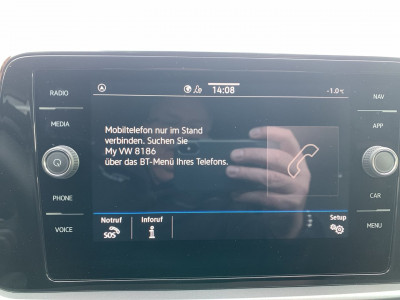 RADIO
MEDIA
PHONE
VOICE
14:08
-1.0°C
Mobiltelefon nur im Stand
verbinden. Suchen Sie
My VW 8186
über das BT-Menü Ihres Telefons.
Notruf
SOS
Inforuf
Setup
NAV
APP
CAR
MENU